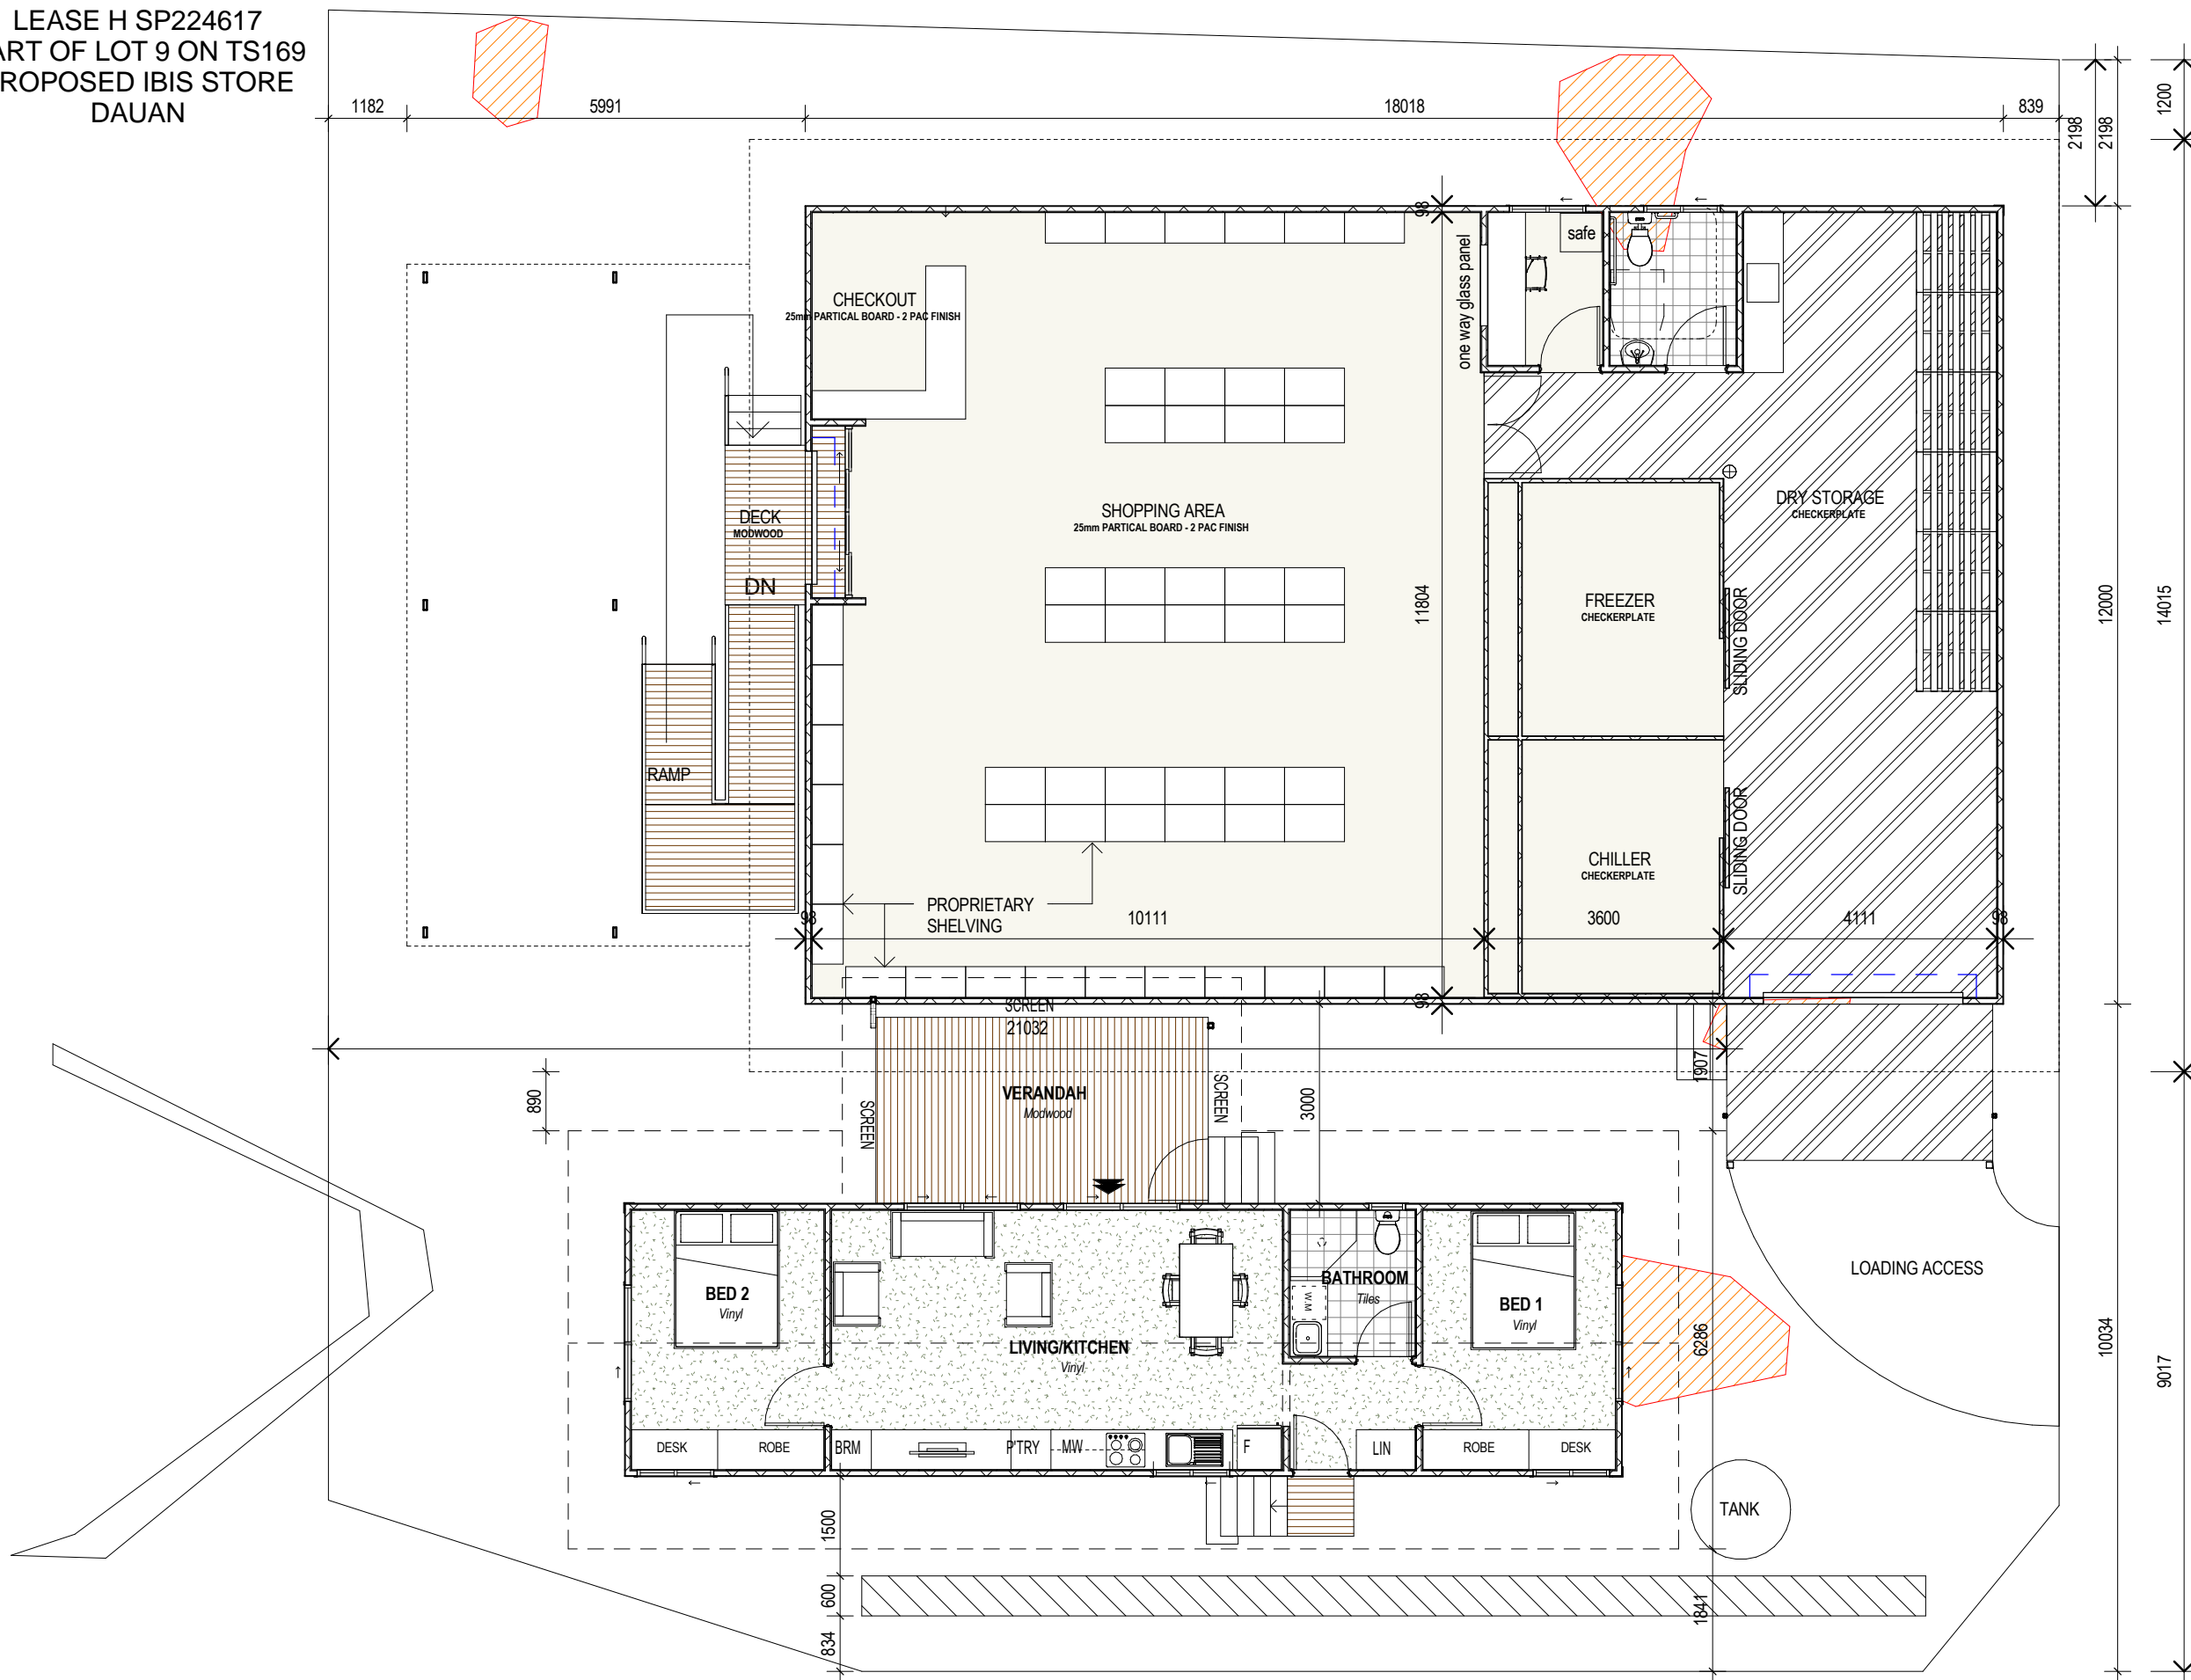 LEASE H SP224617
ART OF LOT 9 ON TS169
ROPOSED IBIS STORE
DAUAN
1182
5991
18018
839
2198
2198
1200
98
safe
one way glass panel
CHECKOUT
25mm PARTICAL BOARD - 2 PAC FINISH
DECK
MODWOOD
DN
SHOPPING AREA
25mm PARTICAL BOARD - 2 PAC FINISH
DRY STORAGE
CHECKERPLATE
FREEZER
CHECKERPLATE
SLIDING DOOR
11804
12000
14015
RAMP
CHILLER
CHECKERPLATE
SLIDING DOOR
PROPRIETARY
SHELVING
98
10111
3600
4111
98
98
SCREEN
21032
VERANDAH
Modwood
SCREEN
SCREEN
890
3000
1907
LOADING ACCESS
BED 2
Vinyl
BATHROOM
Tiles
W.M
BED 1
Vinyl
LIVING/KITCHEN
Vinyl
6286
10034
9017
DESK
ROBE
BRM
P'TRY
MW
F
LIN
ROBE
DESK
TANK
1500
600
834
1841